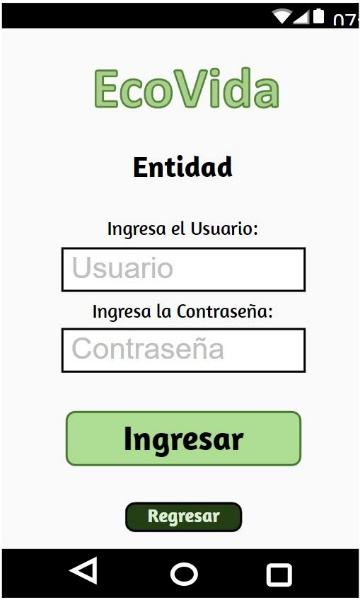 EcoVida
Entidad
Ingresa el Usuario:
Usuario
Ingresa la Contraseña:
Contraseña
Ingresar
Regresar